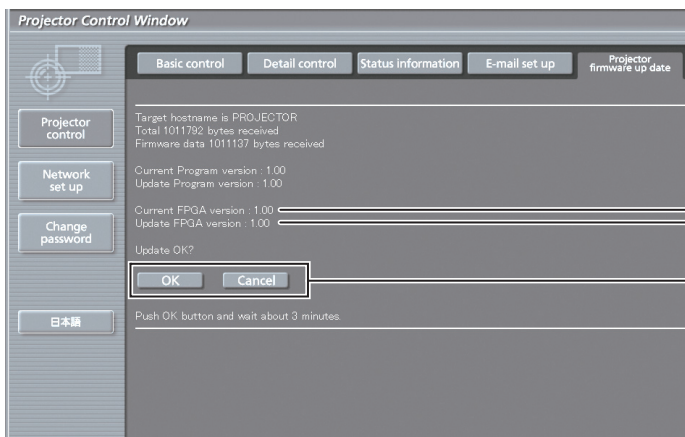 Projector Control Window
Basic control
Detail control
Status information
E-mail set up
Projector
firmware up date
Projector
control
Network
set up
Change
password
日本語
Target hostname is PROJECTOR
Total 1011792 bytes received
Firmware data 1011137 bytes received
Current Program version : 1.00
Update Program version : 1.00
Current FPGA version : 1.00
Update FPGA version : 1.00
Update OK?
OK
Cancel
Push OK button and wait about 3 minutes.